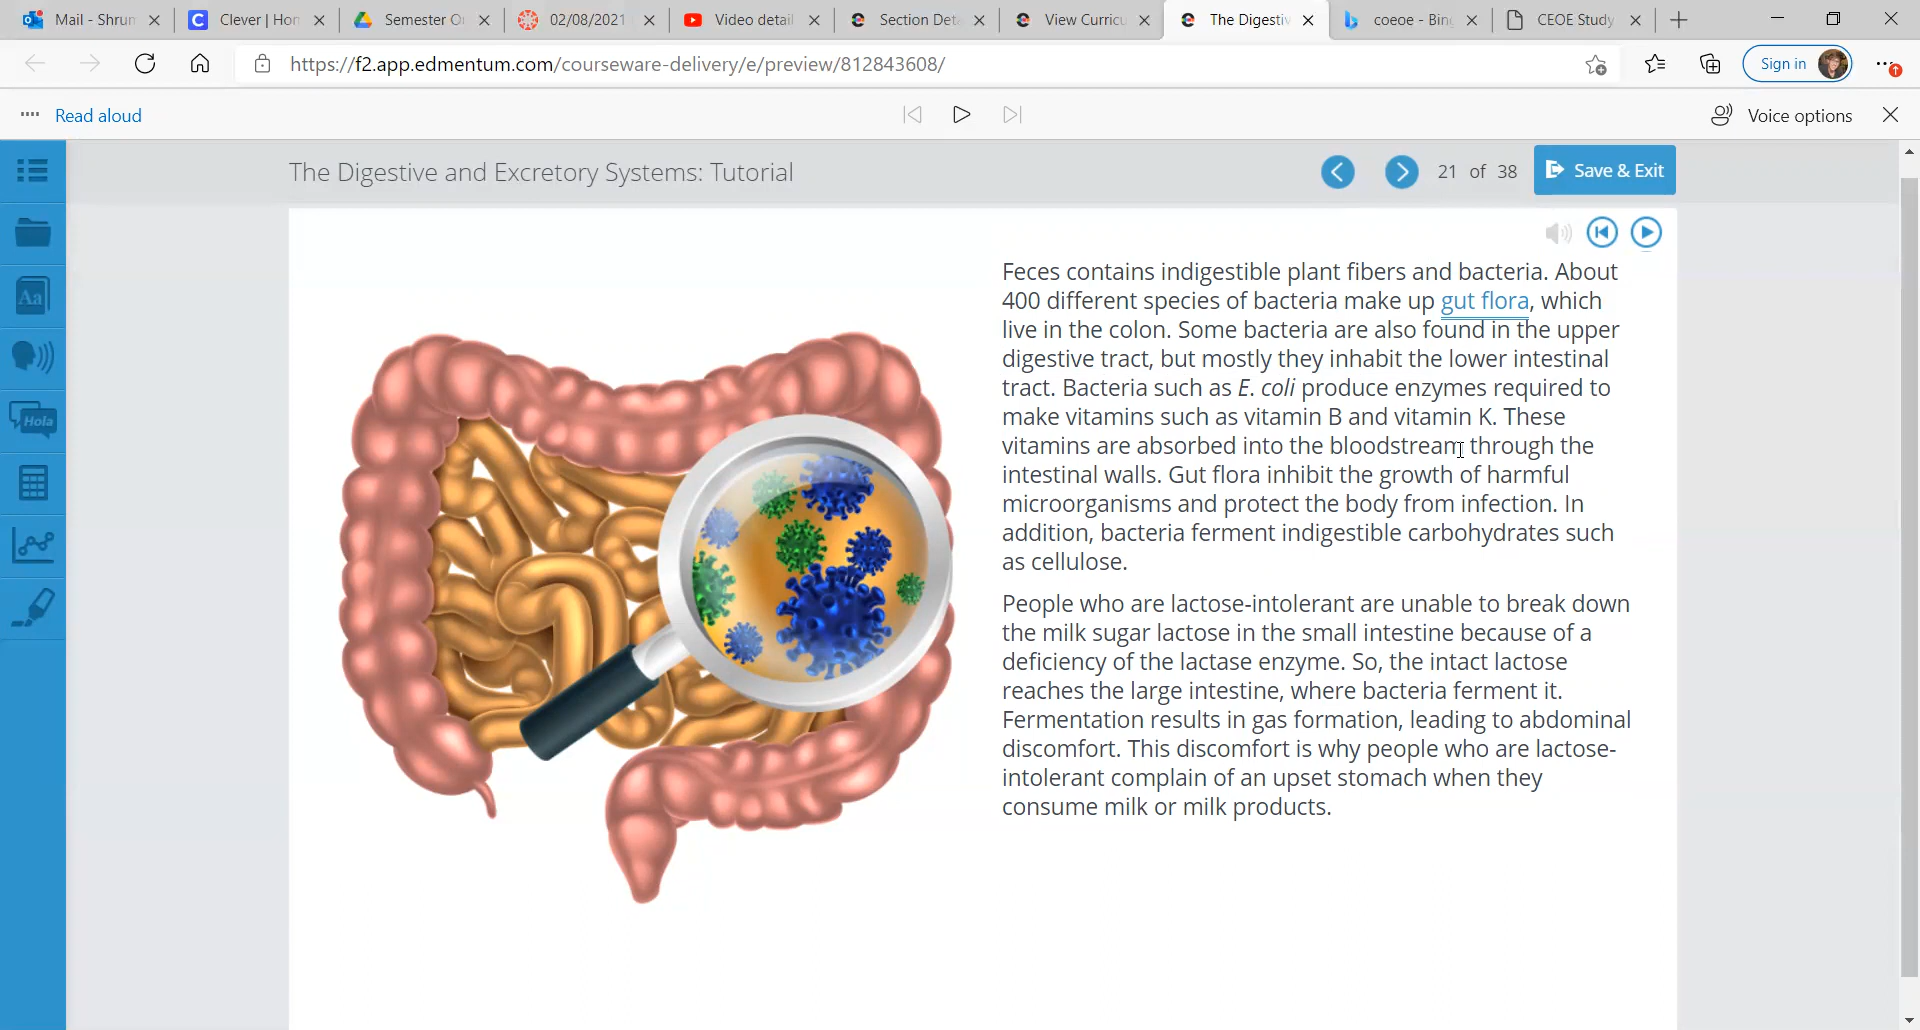 Mail - Shrun
Clever | Hon
Semester O
02/08/2021
Video detail
Section Det
View Curricu
The Digestiv
coeoe - Bing
CEOE Study
https://f2.app.edmentum.com/courseware-delivery/e/preview/812843608/
Sign in
Read aloud
Voice options
The Digestive and Excretory Systems: Tutorial
21 of 38
Save & Exit
Aa
Hola
Feces contains indigestible plant fibers and bacteria. About
400 different species of bacteria make up gut flora, which
live in the colon. Some bacteria are also found in the upper
digestive tract, but mostly they inhabit the lower intestinal
tract. Bacteria such as E. coli produce enzymes required to
make vitamins such as vitamin B and vitamin K. These
vitamins are absorbed into the bloodstream through the
intestinal walls. Gut flora inhibit the growth of harmful
microorganisms and protect the body from infection. In
addition, bacteria ferment indigestible carbohydrates such
as cellulose.
People who are lactose-intolerant are unable to break down
the milk sugar lactose in the small intestine because of a
deficiency of the lactase enzyme. So, the intact lactose
reaches the large intestine, where bacteria ferment it.
Fermentation results in gas formation, leading to abdominal
discomfort. This discomfort is why people who are lactose-
intolerant complain of an upset stomach when they
consume milk or milk products.